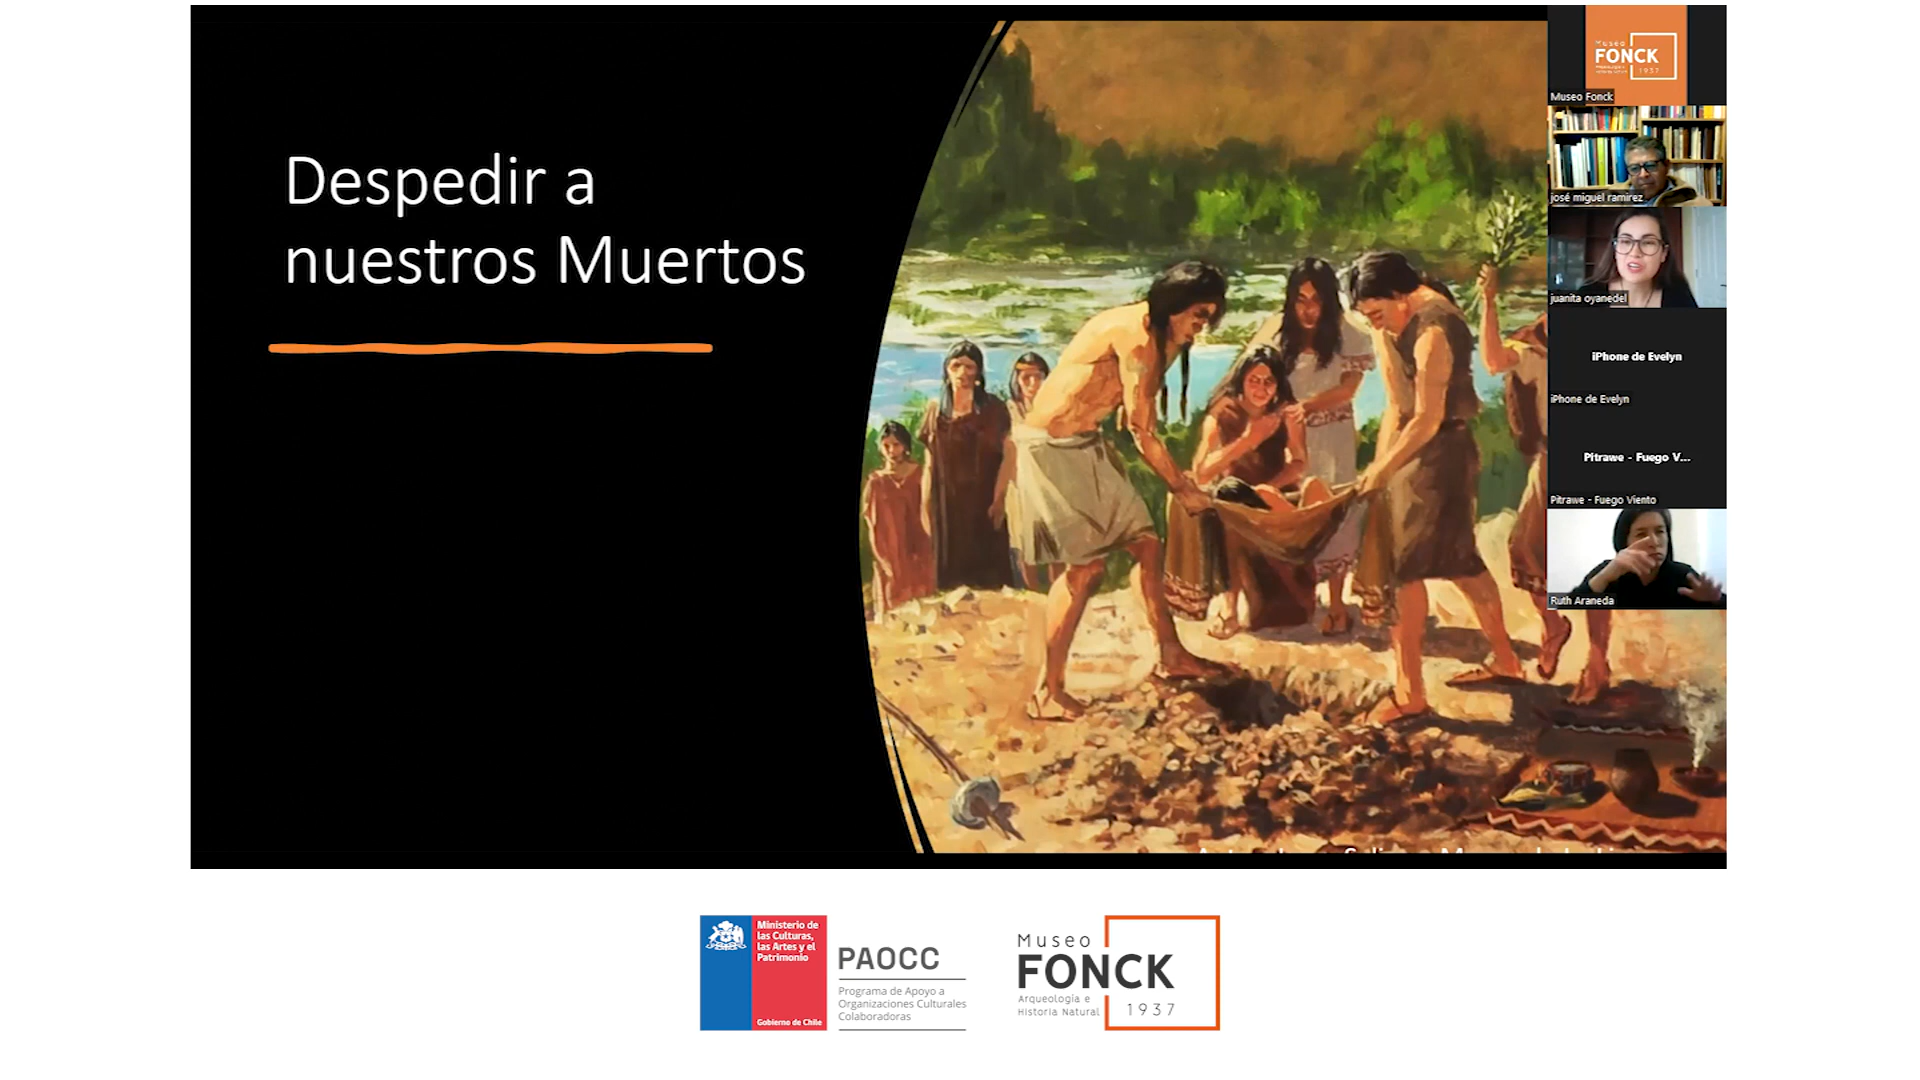 Despedir a
nuestros Muertos
Museo
FONCK
1937
Museo Fonck
josé miguel ramirez
juanita oyanedel
iPhone de Evelyn
iPhone de Evelyn
Pitrawe - Fuego V...
Pitrawe - Fuego Viento
Ruth Araneda
Ministerio de
las Culturas,
las Artes y el
Patrimonio
Gobierno de Chile
PAOCC
Programa de Apoyo a
Organizaciones Culturales
Colaboradoras
Museo
FONCK
Arqueología e
Historia Natural
1937